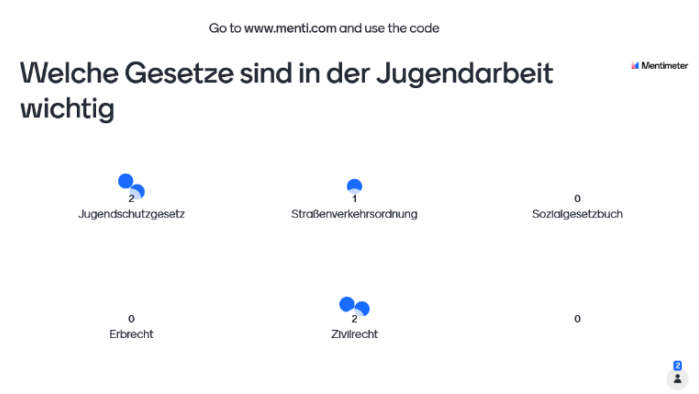 Go to www.menti.com and use the code
Welche Gesetze sind in der Jugendarbeit
wichtig
Mentimeter
2
Jugendschutzgesetz
1
Straßenverkehrsordnung
0
Sozialgesetzbuch
0
Erbrecht
2
Zivilrecht
0
2